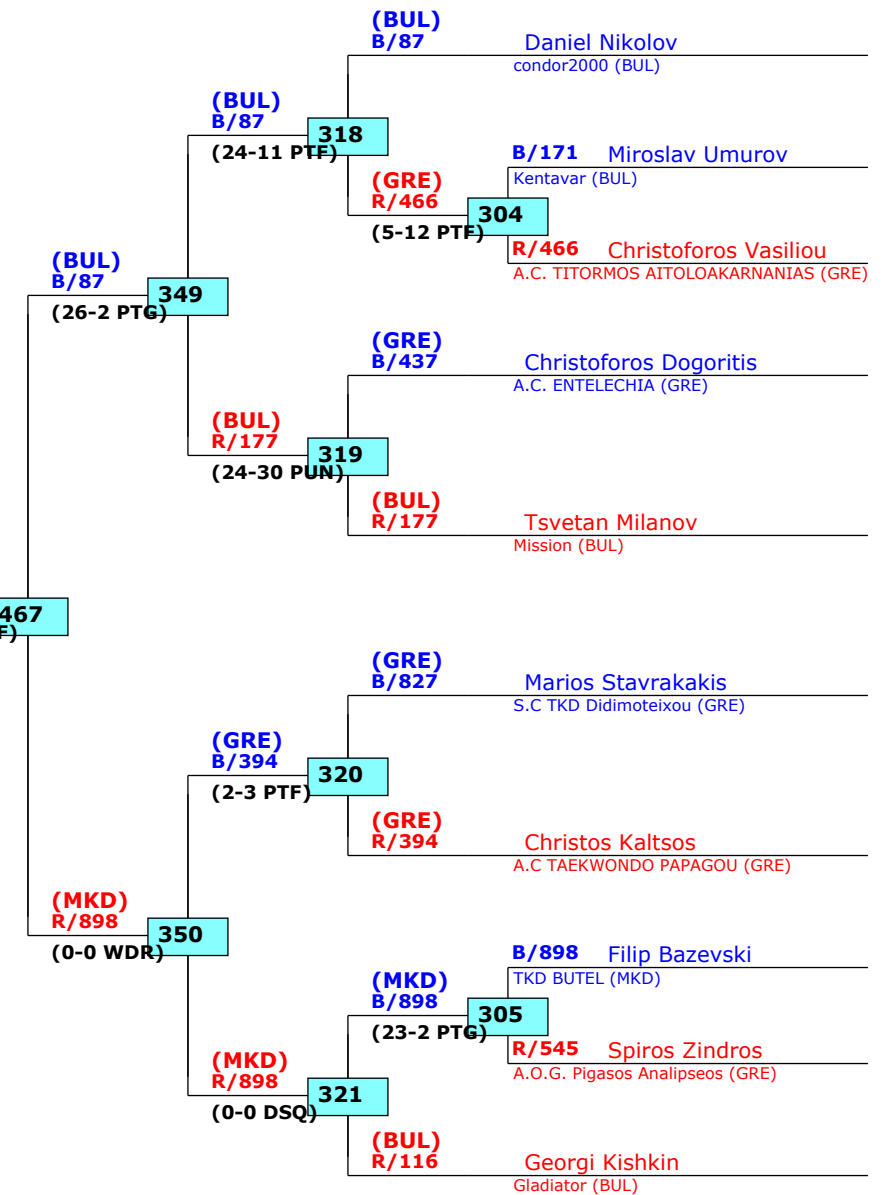 (BUL)
B/87
Daniel Nikolov
condor2000 (BUL)
(BUL)
B/87
318
(24-11 PTF)
B/171 Miroslav Umurov
Kentavar (BUL)
(GRE)
R/466
304
(5-12 PTF)
R/466 Christoforos Vasiliou
A.C. TITORMOS AITOLOAKARNANIAS (GRE)
(BUL)
B/87
349
(26-2 PTG)
(GRE)
B/437
Christoforos Dogoritis
A.C. ENTELECHIA (GRE)
(BUL)
R/177
319
(24-30 PUN)
(BUL)
R/177
Tsvetan Milanov
Mission (BUL)
467
F)
(GRE)
B/827
Marios Stavrakakis
S.C TKD Didimoteixou (GRE)
(GRE)
B/394
320
(2-3 PTF)
(GRE)
R/394
Christos Kaltsos
A.C TAEKWONDO PAPAGOU (GRE)
(MKD)
R/898
350
(0-0 WDR)
B/898 Filip Bazevski
TKD BUTEL (MKD)
(MKD)
B/898
305
(23-2 PTG)
R/545 Spiros Zindros
A.O.G. Pigasos Analipseos (GRE)
(MKD)
R/898
321
(0-0 DSQ)
(BUL)
R/116
Georgi Kishkin
Gladiator (BUL)